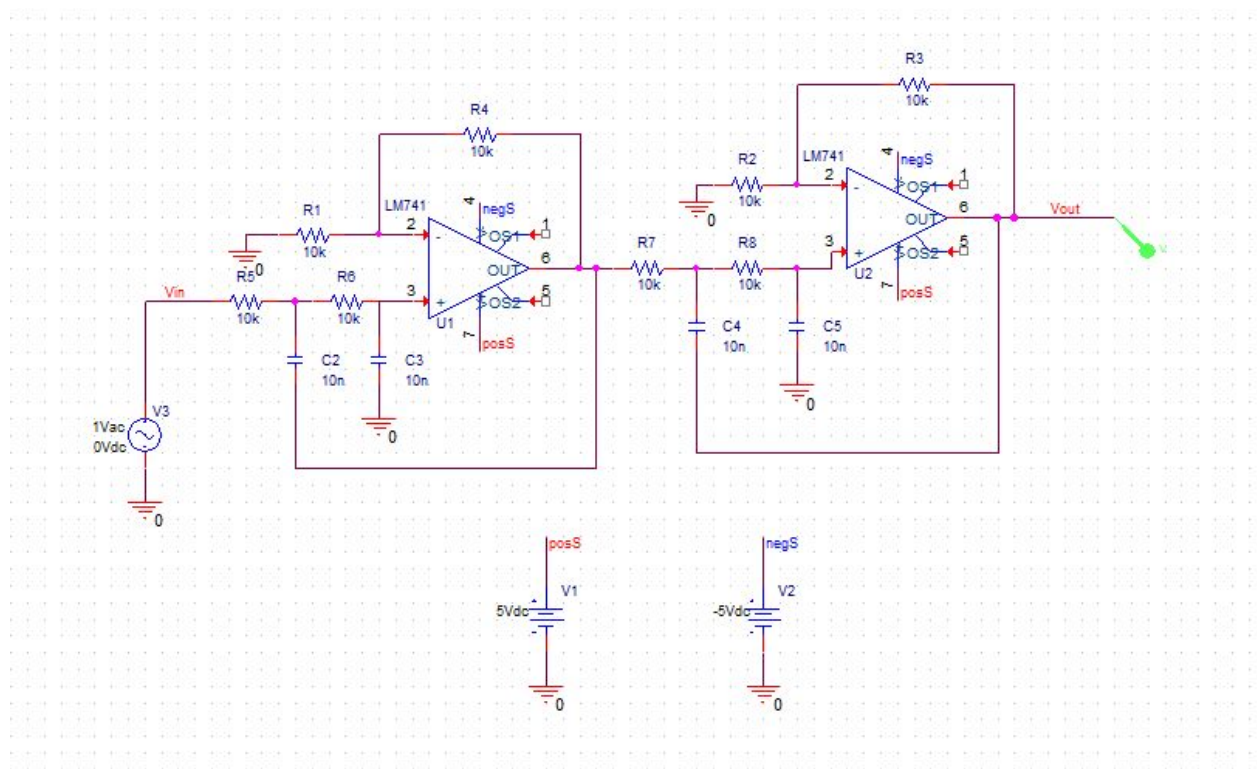 R3
10k
R4
10k
LM741
4
negS
R2
10k
2
-
OS1
1
0
OUT
6
Vout
3
+
OS2
5
U2
7
posS
R1
10k
LM741
4
negS
2
-
OS1
1
0
OUT
6
R7
10k
R8
10k
Vin
R5
10k
R6
10k
3
+
OS2
5
U1
7
posS
C2
10n
C3
10n
0
C4
10n
C5
10n
0
V3
1Vac
0Vdc
0
posS
V1
5Vdc
0
negS
V2
-5Vdc
0